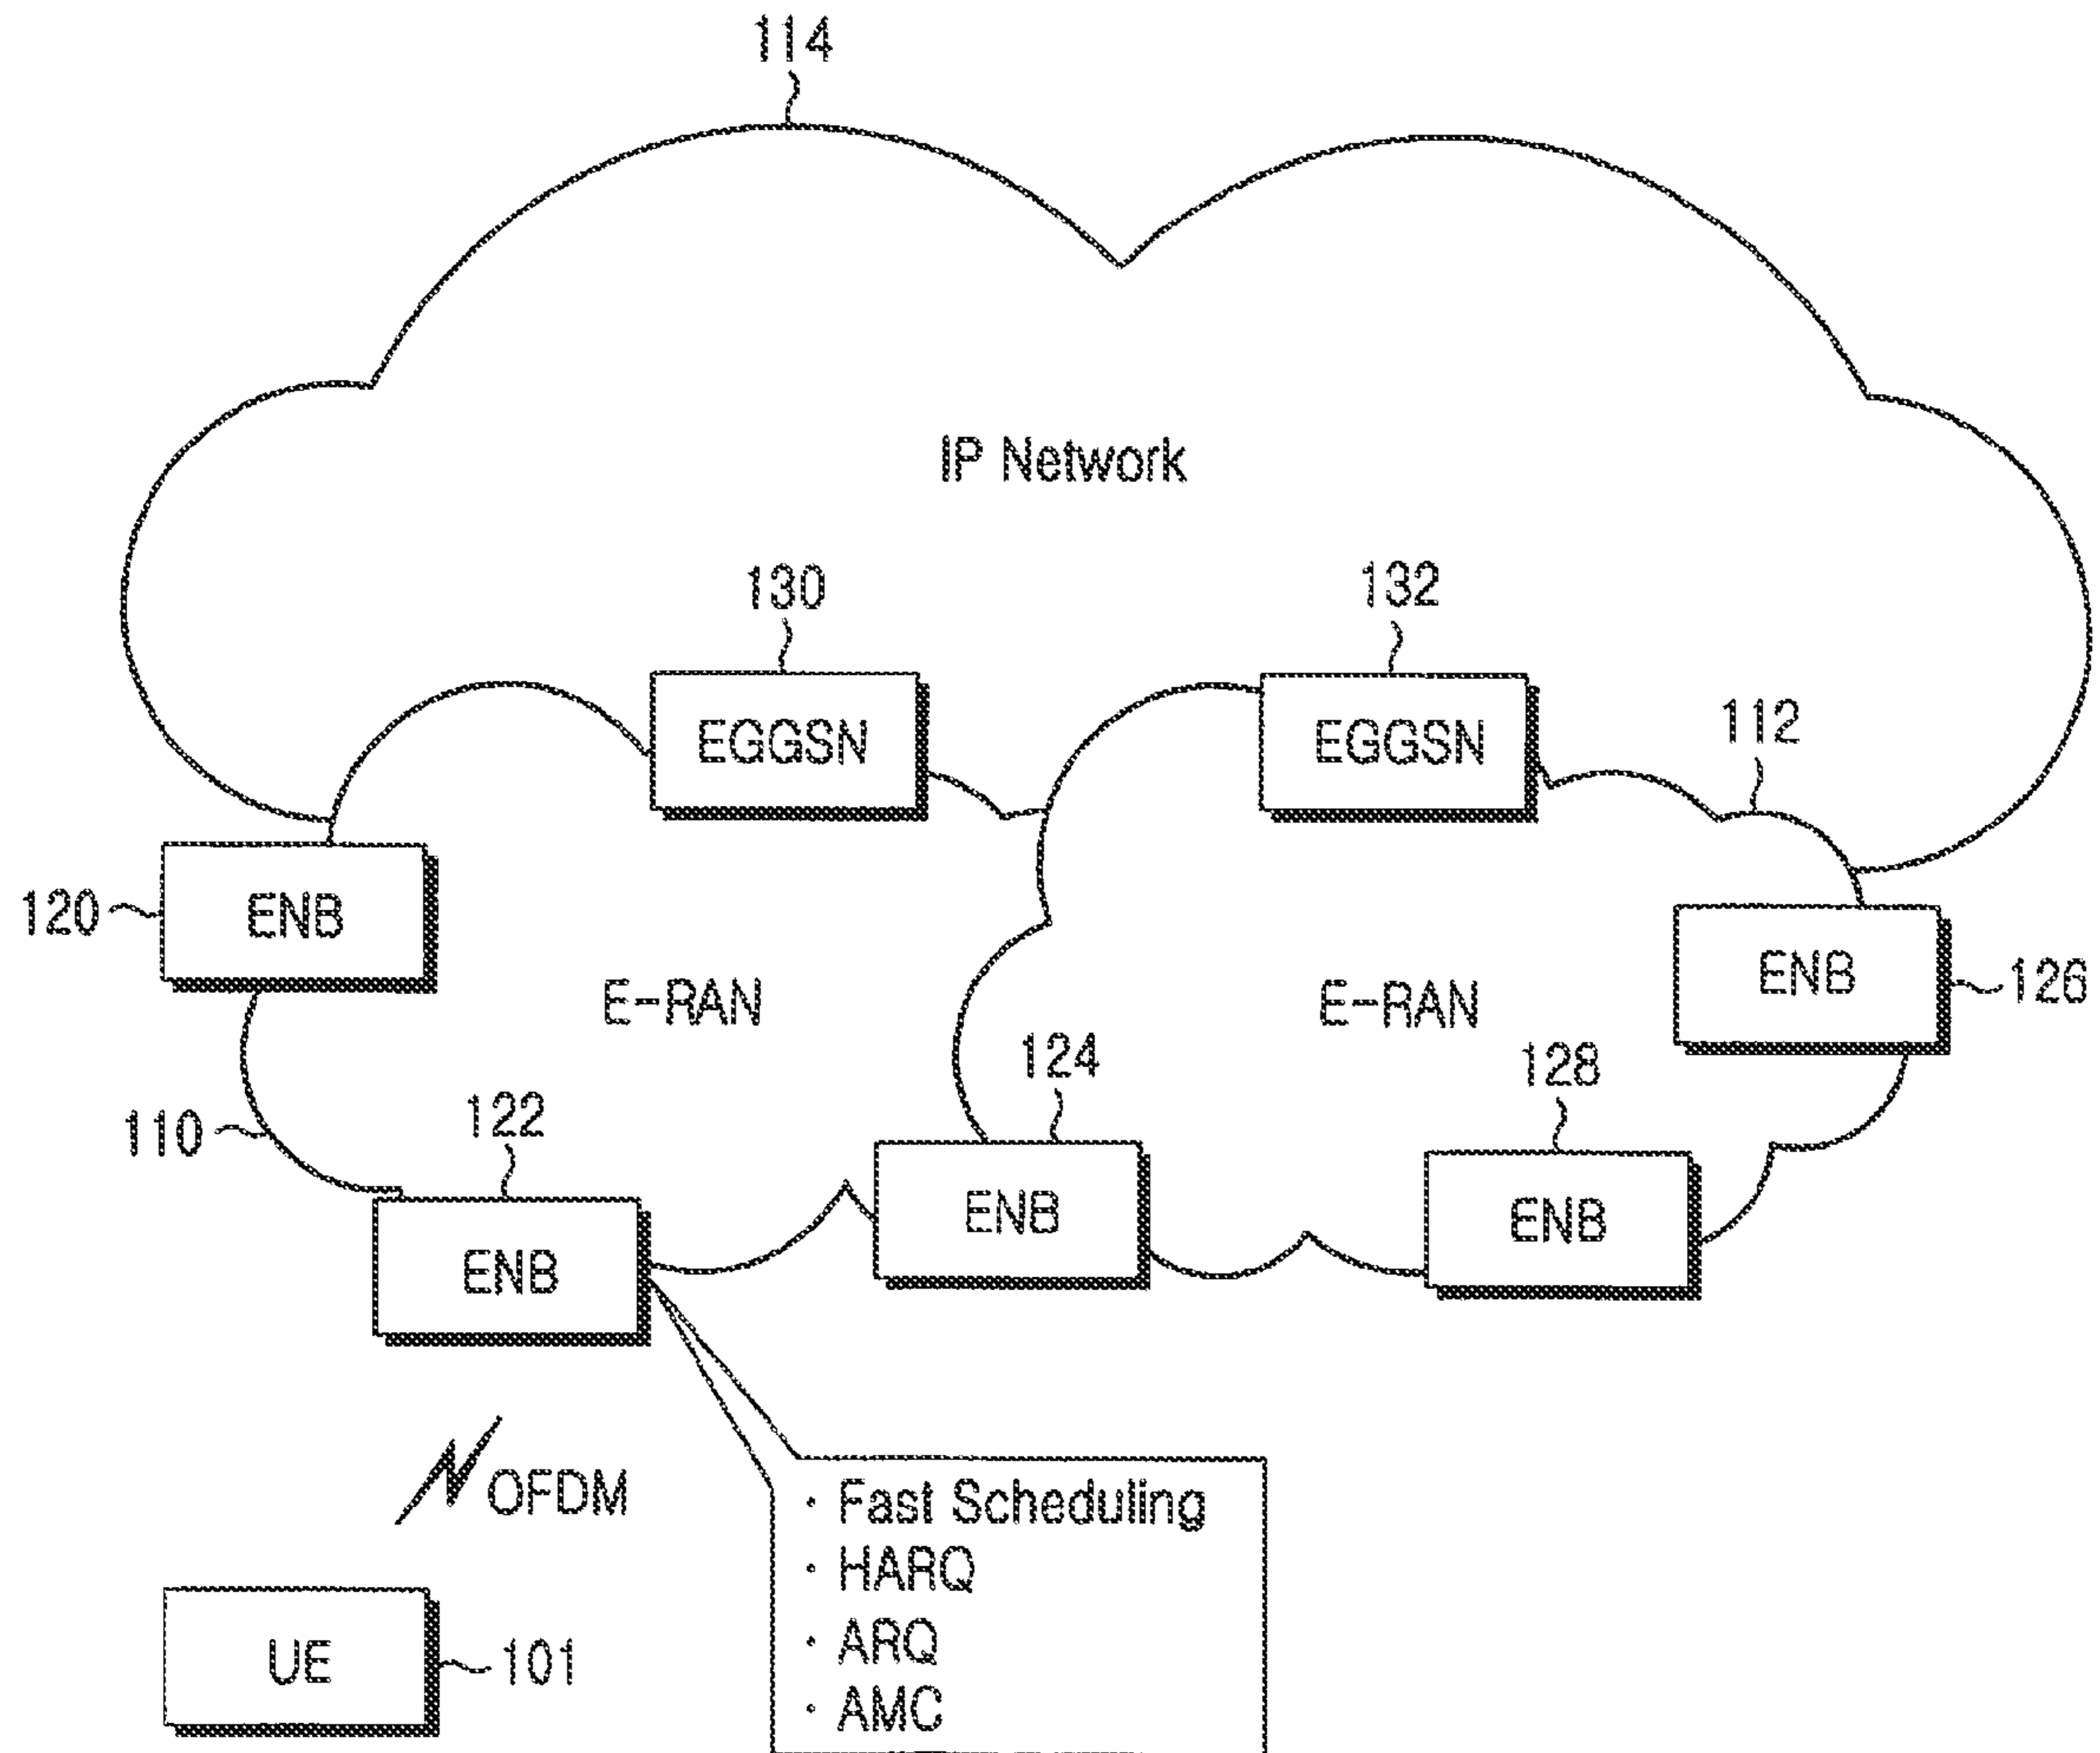 114
IP Network
130
132
EGGSN
EGGSN
112
120
ENB
ENB
126
E-RAN
E-RAN
124
128
110
122
ENB
ENB
ENB
OFDM
· Fast Scheduling
· HARQ
· ARQ
· AMC
UE
101